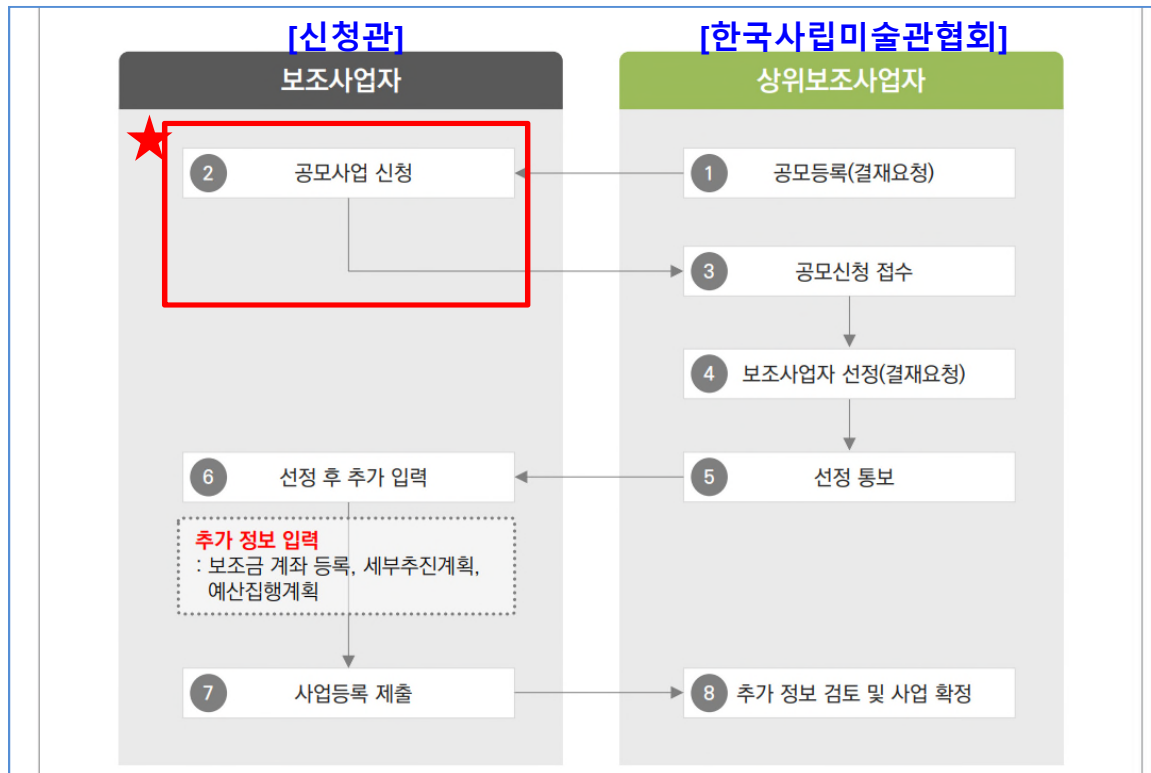 [신청관]
[한국사립미술관협회]
보조사업자
상위보조사업자
2 공모사업 신청
1 공모등록(결재요청)
3 공모신청 접수
4 보조사업자 선정(결재요청)
6 선정 후 추가 입력
5 선정 통보
추가 정보 입력
: 보조금 계좌 등록, 세부추진계획,
예산집행계획
7 사업등록 제출
8 추가 정보 검토 및 사업 확정